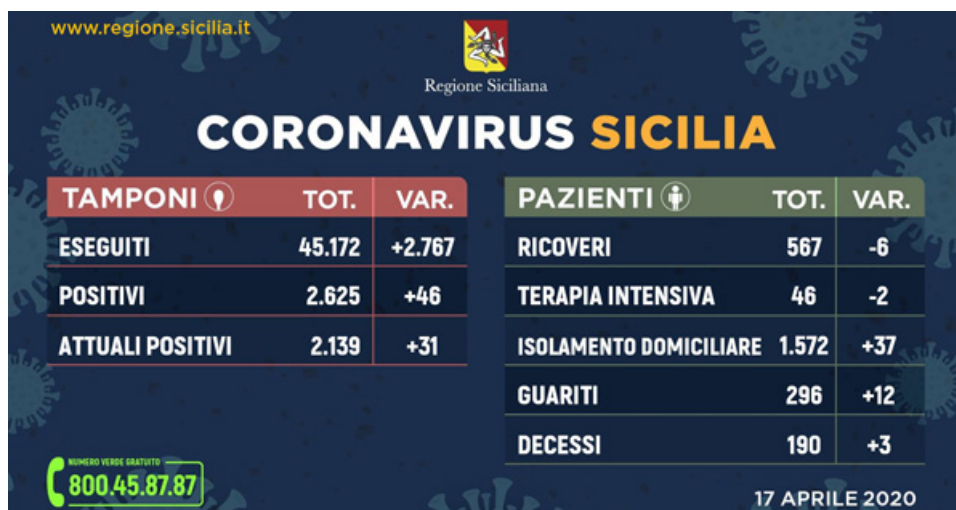 www.regione.sicilia.it
Regione Siciliana
CORONAVIRUS SICILIA
TAMPONI TOT. VAR.
ESEGUITI 45.172 +2.767
POSITIVI 2.625 +46
ATTUALI POSITIVI 2.139 +31
PAZIENTI TOT. VAR.
RICOVERI 567 -6
TERAPIA INTENSIVA 46 -2
ISOLAMENTO DOMICILIARE 1.572 +37
GUARITI 296 +12
DECESSI 190 +3
NUMERO VERDE GRATUITO
800.45.87.87
17 APRILE 2020